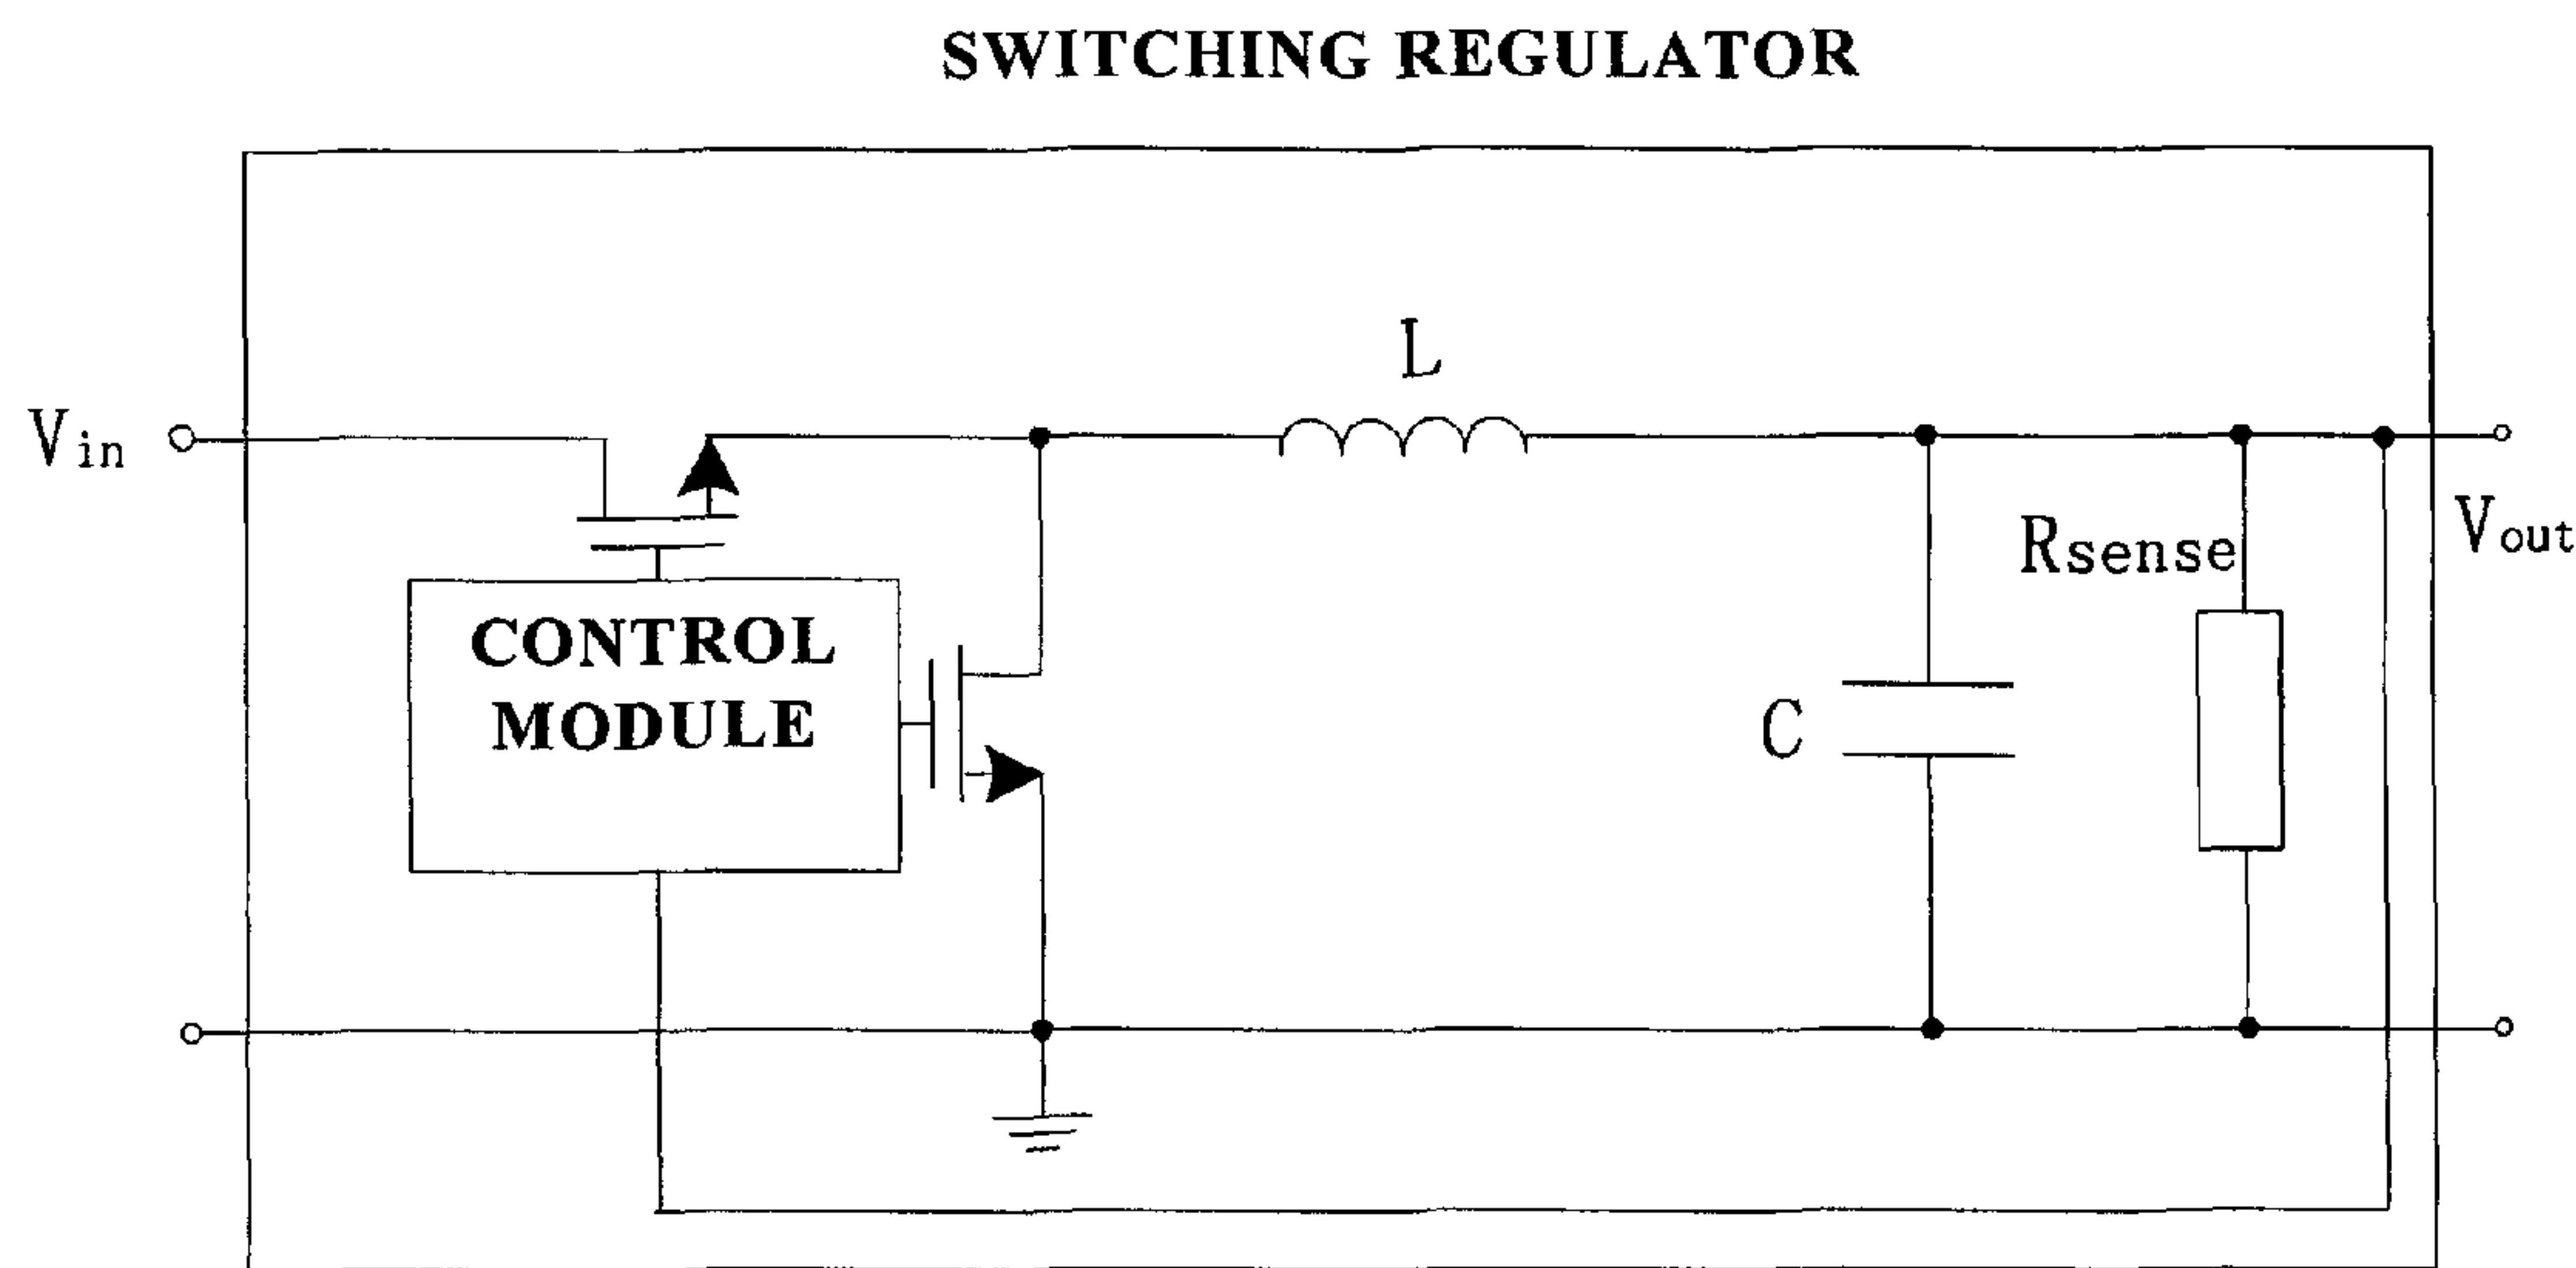 SWITCHING REGULATOR
L
Vin
Vout
Rsense
CONTROL
MODULE
C